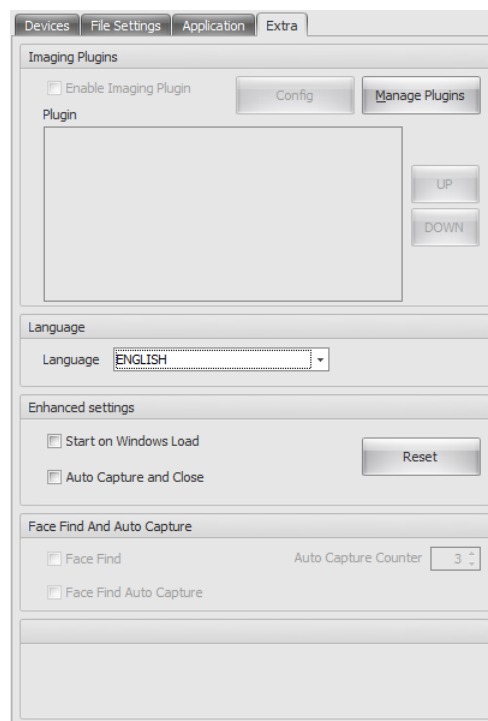 Devices File Settings Application Extra
Imaging Plugins
Enable Imaging Plugin Config Manage Plugins
Plugin
UP
DOWN
Language
Language ENGLISH
Enhanced settings
Start on Windows Load
Reset
Auto Capture and Close
Face Find And Auto Capture
Face Find Auto Capture Counter 3
Face Find Auto Capture